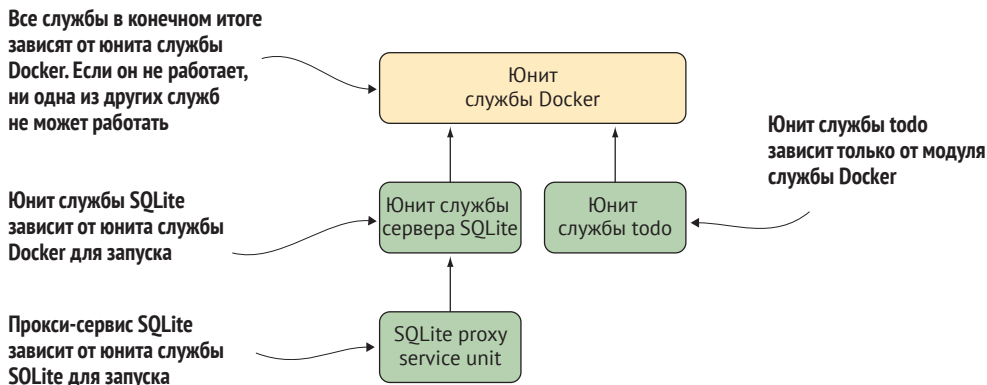 Все службы в конечном итоге
зависят от юнита службы
Docker. Если он не работает,
ни одна из других служб
не может работать
Юнит
службы Docker
Юнит службы todo
зависит только от модуля
службы Docker
Юнит службы SQLite
зависит от юнита службы
Docker для запуска
Юнит службы
сервера SQLite
Юнит
службы todo
Прокси-сервис SQLite
зависит от юнита службы
SQLite для запуска
SQLite proxy
service unit